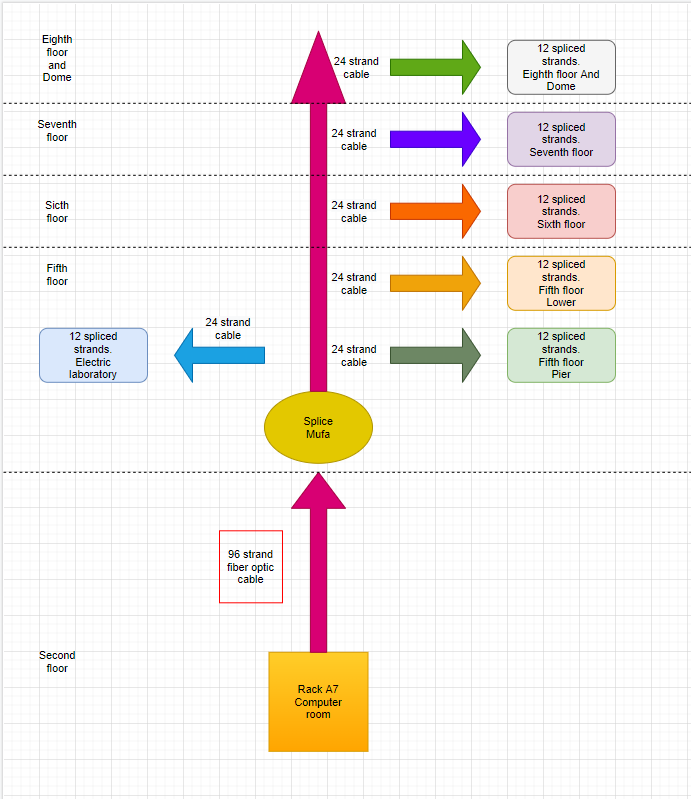 Eighth
floor
and
Dome
24 strand
cable
12 spliced
strands.
Eighth floor And
Dome
Seventh
floor
24 strand
cable
12 spliced
strands.
Seventh floor
Sicth
floor
24 strand
cable
12 spliced
strands.
Sixth floor
Fifth
floor
24 strand
cable
12 spliced
strands.
Fifth floor
Lower
12 spliced
strands.
Electric
laboratory
24 strand
cable
24 strand
cable
12 spliced
strands.
Fifth floor
Pier
Splice
Mufa
96 strand
fiber optic
cable
Second
floor
Rack A7
Computer
room